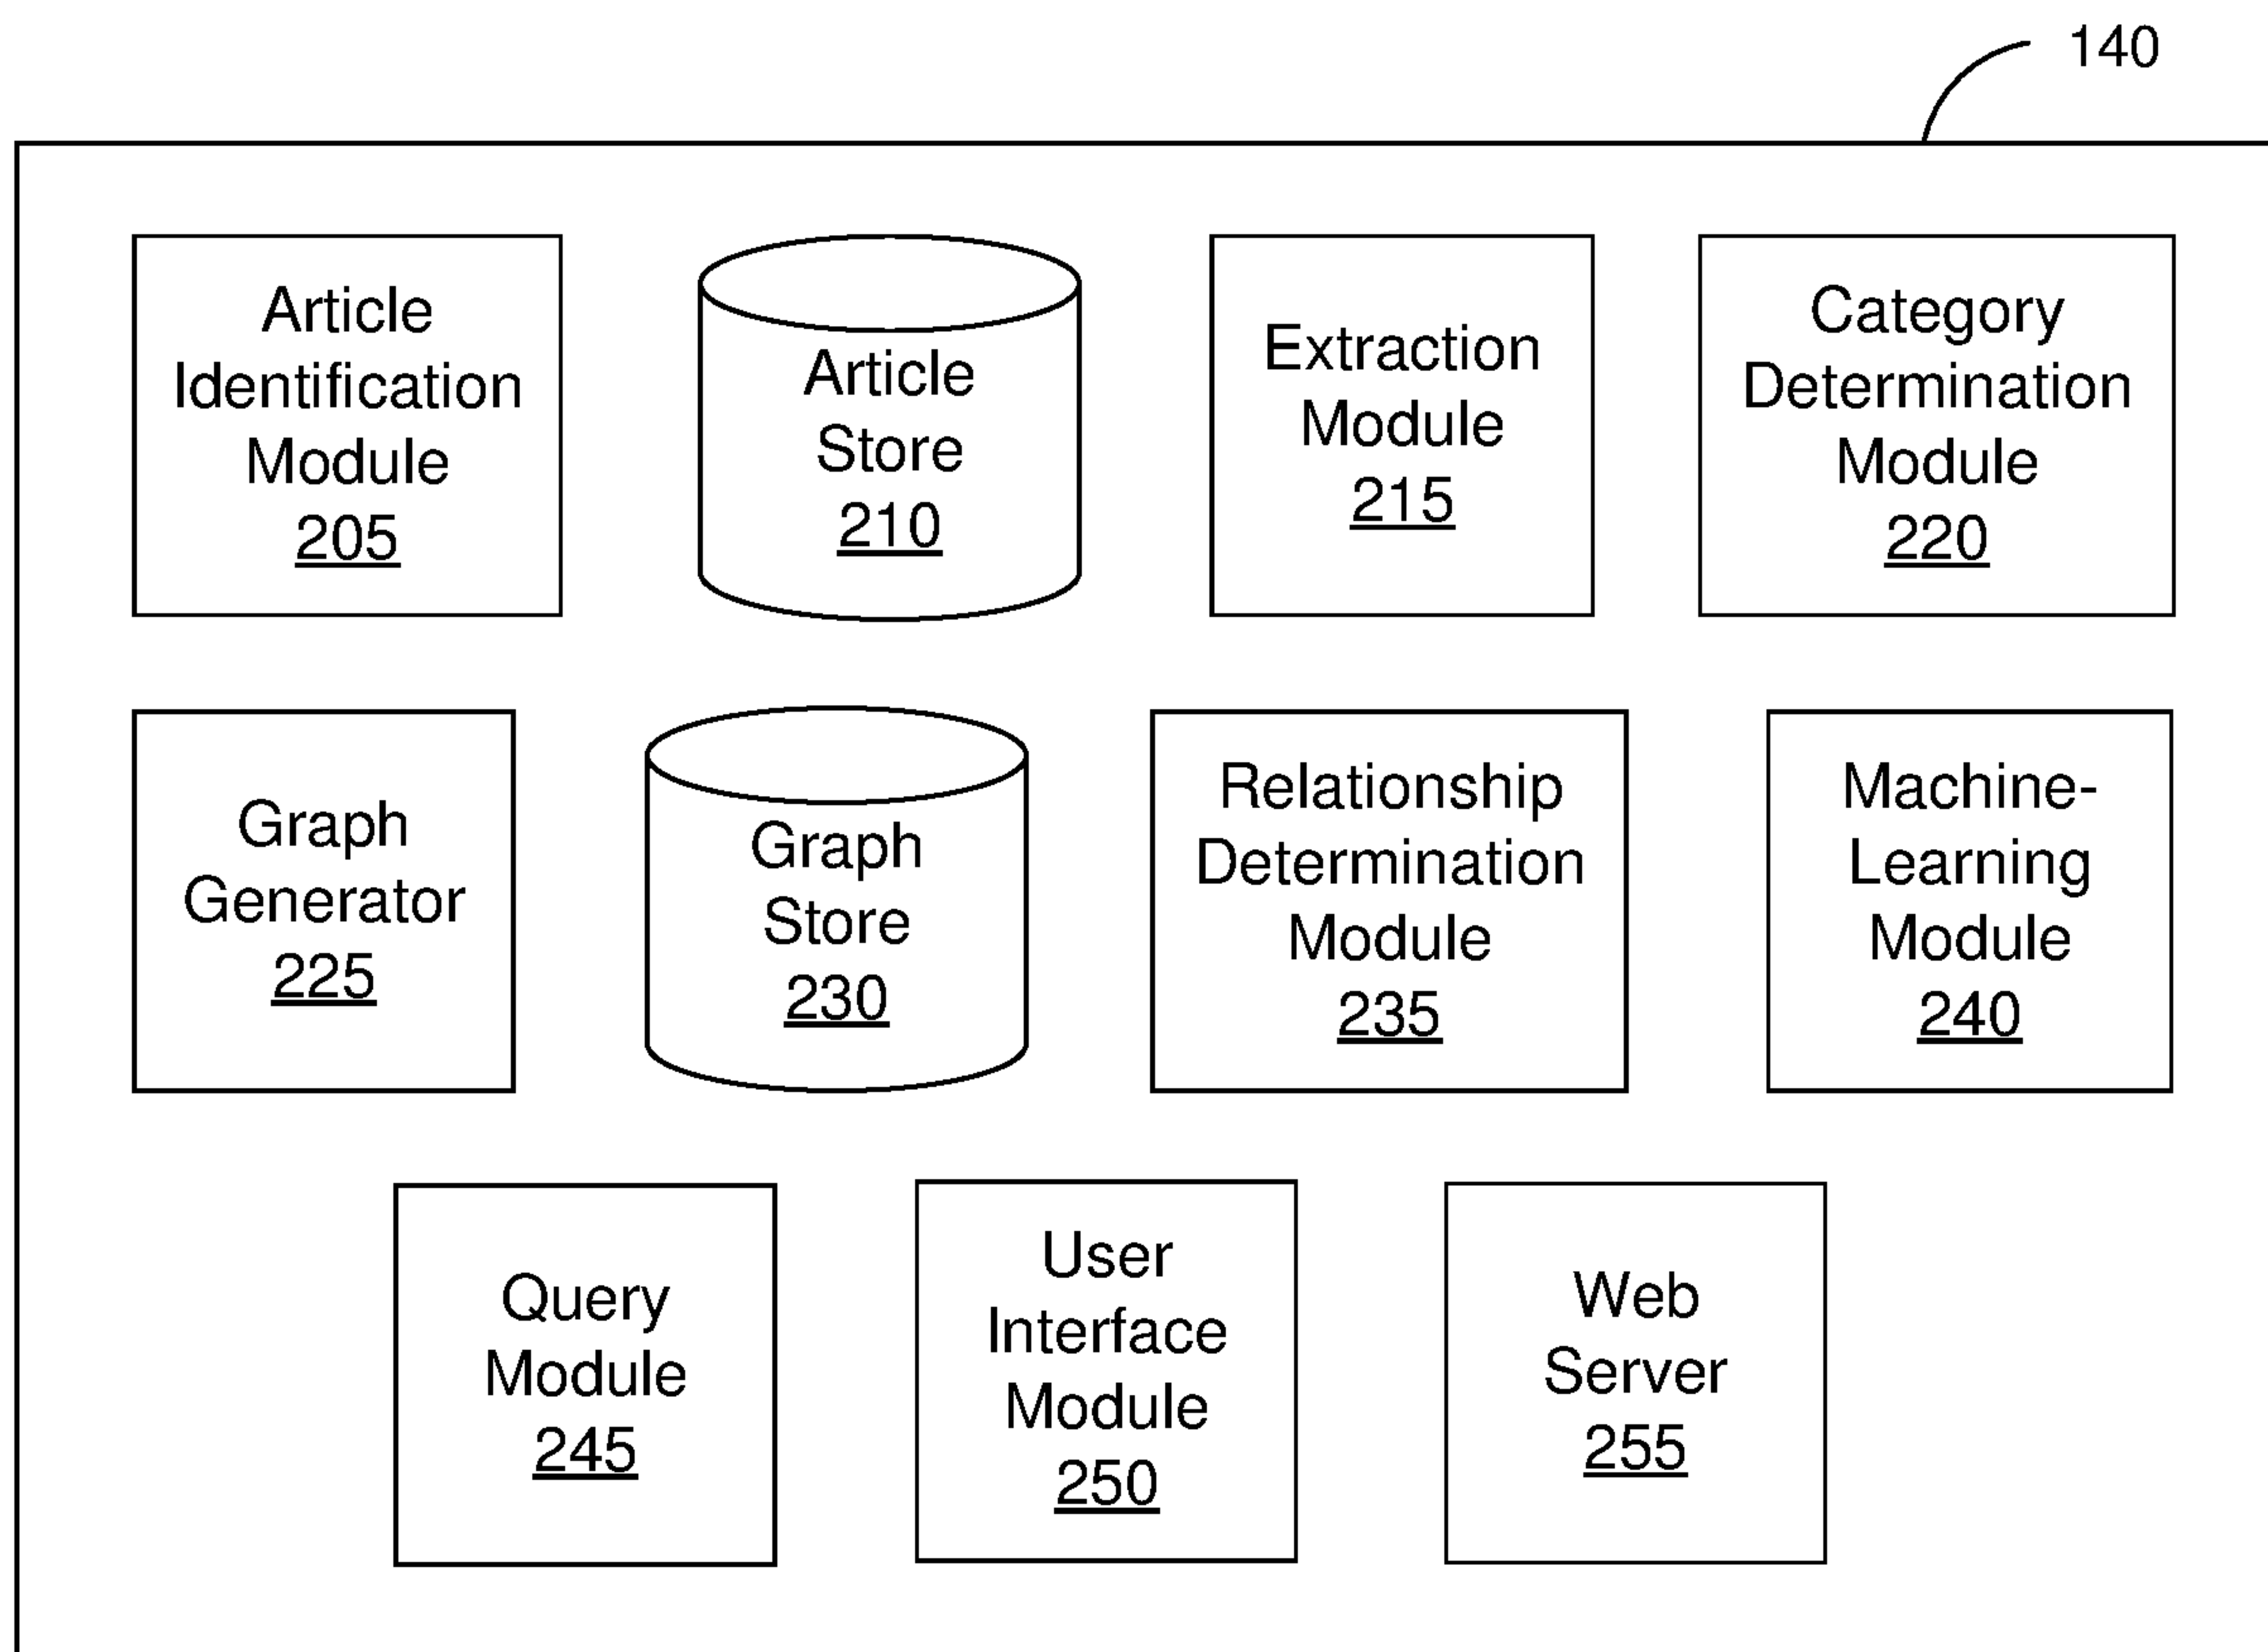 140
Article
Identification
Module
205
Article
Store
210
Extraction
Module
215
Category
Determination
Module
220
Graph
Generator
225
Graph
Store
230
Relationship
Determination
Module
235
Machine-
Learning
Module
240
Query
Module
245
User
Interface
Module
250
Web
Server
255